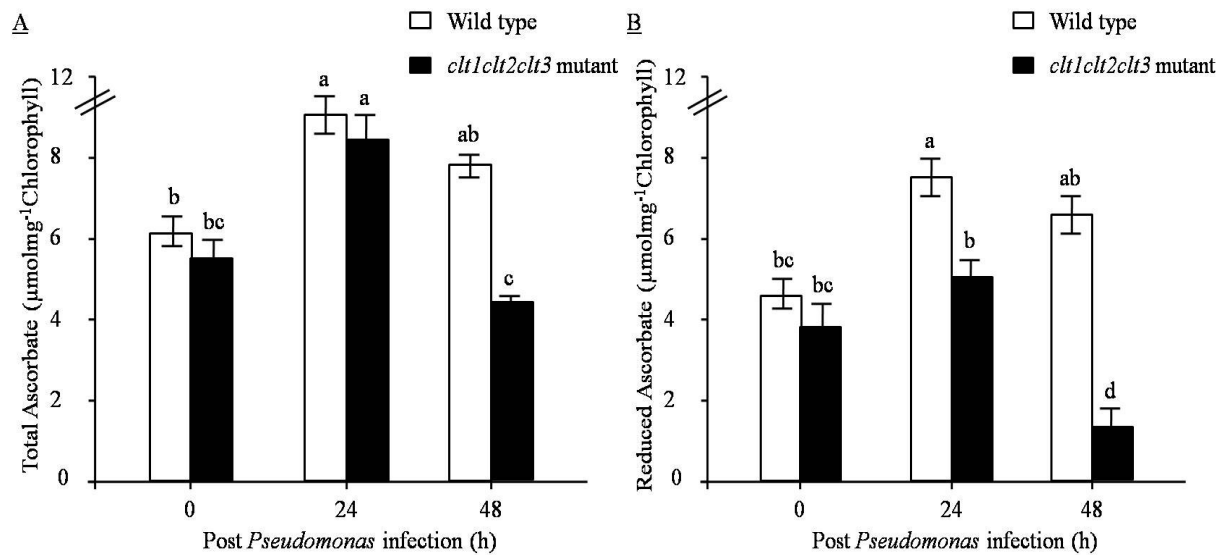 A
Wild type
clt1clt2clt3 mutant
Total Ascorbate (μmolmg-1Chlorophyll)
12
8
6
4
2
0
b
bc
a
a
ab
c
0
24
48
Post Pseudomonas infection (h)
B
Wild type
clt1clt2clt3 mutant
Reduced Ascorbate (μmolmg-1Chlorophyll)
12
8
6
4
2
0
bc
bc
a
b
ab
d
0
24
48
Post Pseudomonas infection (h)